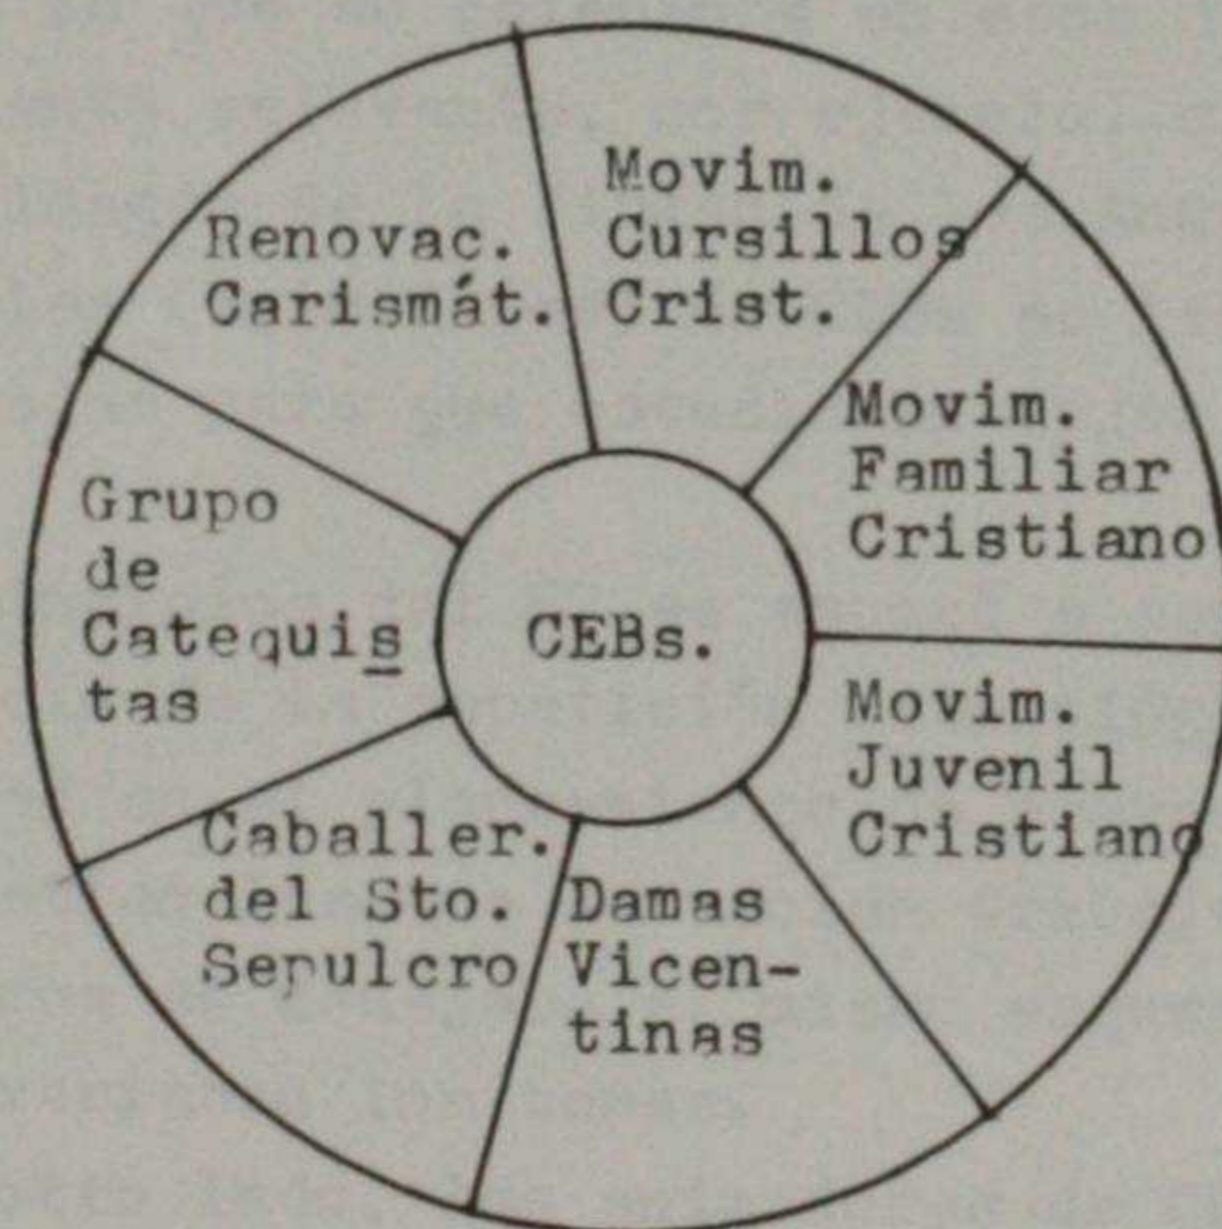 Movim.
Cursillos
Crist.
Renovac.
Carismát.
Movim.
Familiar
Cristiano
Grupo
de
Catequis
tas
CEBs.
Movim.
Juvenil
Cristiano
Caballer.
del Sto.
Sepulcro
Damas
Vicen-
tinas